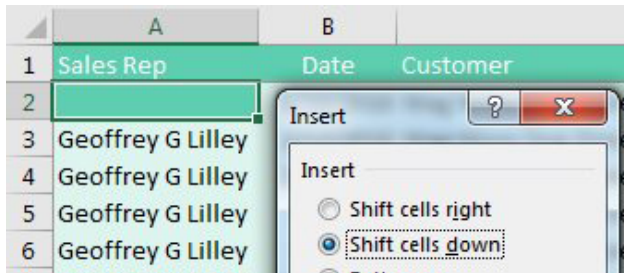 A B
1 Sales Rep Date Customer
2 Insert ?
3 Geoffrey G Lilley
4 Geoffrey G Lilley Insert
5 Geoffrey G Lilley Shift cells right
6 Geoffrey G Lilley Shift cells down